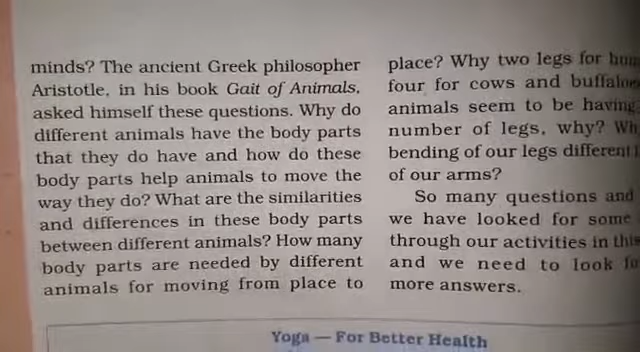 minds? The ancient Greek philosopher
Aristotle, in his book Gait of Animals,
asked himself these questions. Why do
different animals have the body parts
that they do have and how do these
body parts help animals to move the
way they do? What are the similarities
and differences in these body parts
between different animals? How many
body parts are needed by different
animals for moving from place to
place? Why two legs for
four for cows and
animals seem to be having
number of legs, why?
bending of our legs different
of our arms?
So many questions and
we have looked for some
through our activities in
and we need to look
more answers.
Yoga — For Better Health